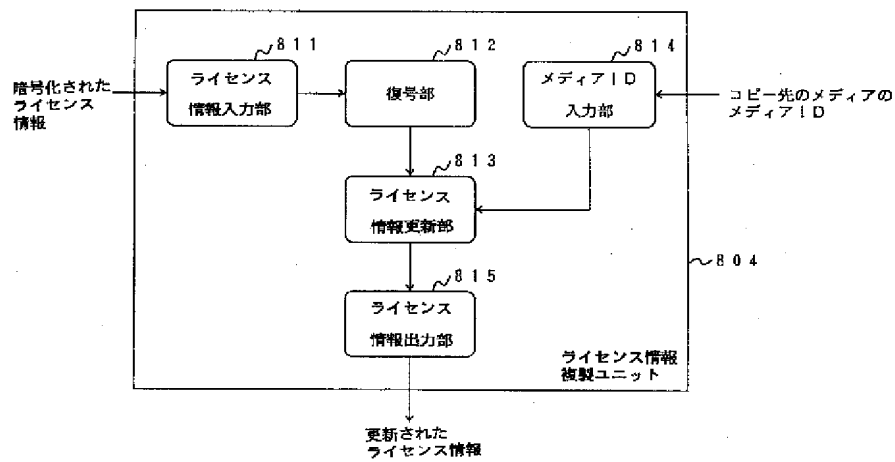 811
812
814
暗号化された
ライセンス
情報
ライセンス
情報入力部
復号部
メディアID
入力部
コピー先のメディアの
メディアID
813
ライセンス
情報更新部
804
815
ライセンス
情報出力部
ライセンス情報
複製ユニット
更新された
ライセンス情報